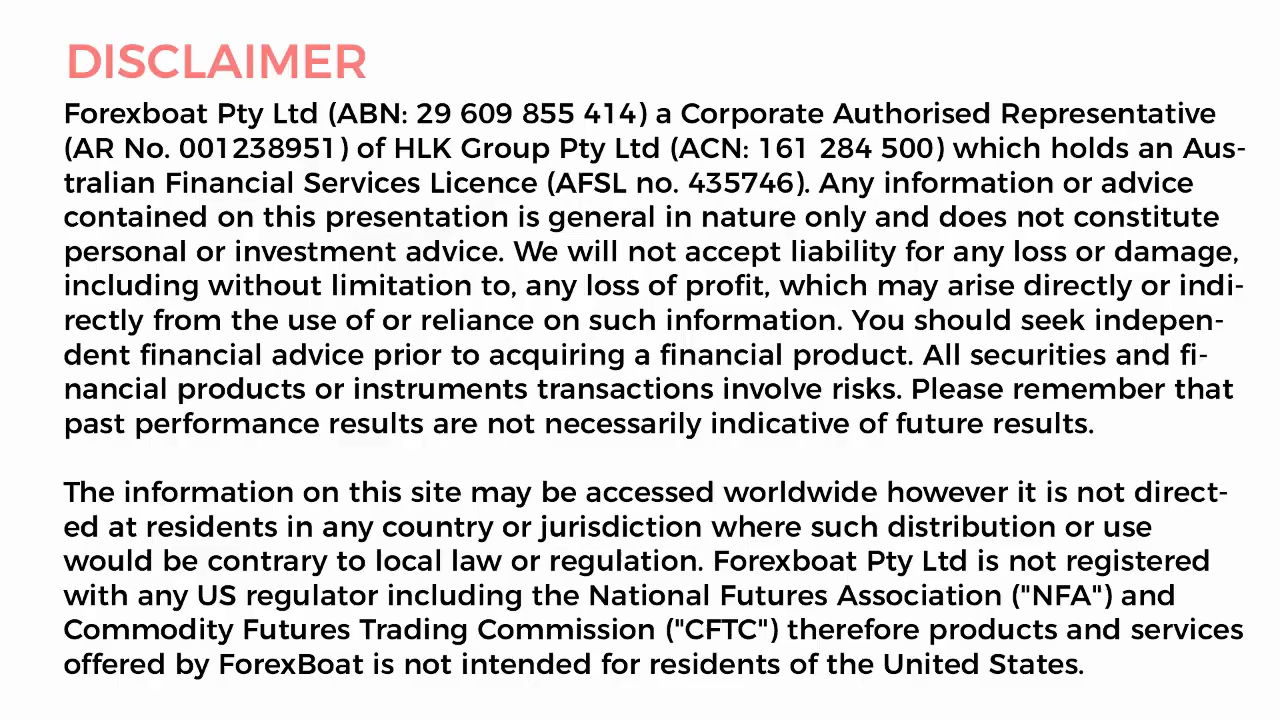 DISCLAIMER
Forexboat Pty Ltd (ABN: 29 609 855 414) a Corporate Authorised Representative
(AR No. 001238951) of HLK Group Pty Ltd (ACN: 161 284 500) which holds an Aus-
tralian Financial Services Licence (AFSL no. 435746). Any information or advice
contained on this presentation is general in nature only and does not constitute
personal or investment advice. We will not accept liability for any loss or damage,
including without limitation to, any loss of profit, which may arise directly or indi-
rectly from the use of or reliance on such information. You should seek indepen-
dent financial advice prior to acquiring a financial product. All securities and fi-
nancial products or instruments transactions involve risks. Please remember that
past performance results are not necessarily indicative of future results.
The information on this site may be accessed worldwide however it is not direct-
ed at residents in any country or jurisdiction where such distribution or use
would be contrary to local law or regulation. Forexboat Pty Ltd is not registered
with any US regulator including the National Futures Association ("NFA") and
Commodity Futures Trading Commission ("CFTC") therefore products and services
offered by ForexBoat is not intended for residents of the United States.